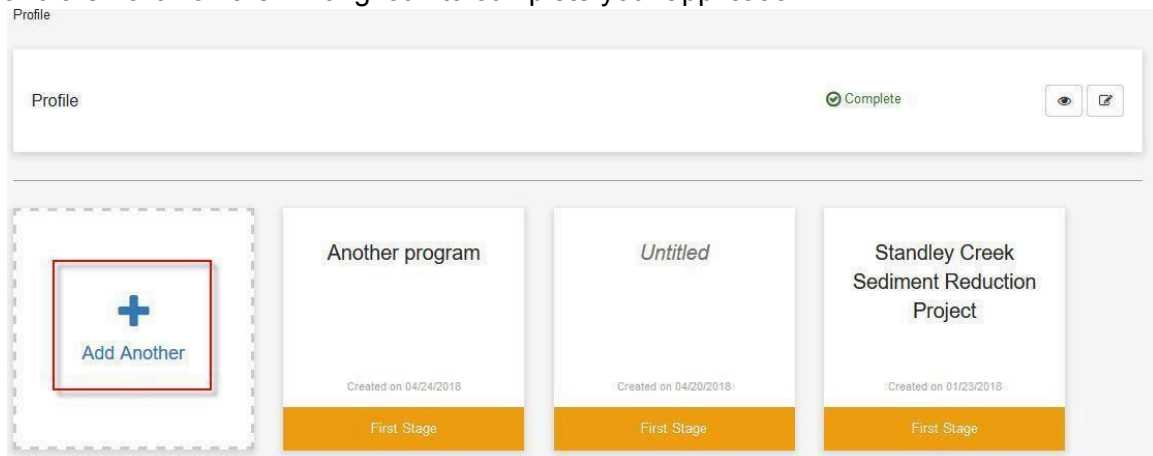 Profile
Profile
Complete
Add Another
Another program
Created on 04/24/2018
First Stage
Untitled
Created on 04/20/2018
First Stage
Standley Creek
Sediment Reduction
Project
Created on 01/23/2018
First Stage